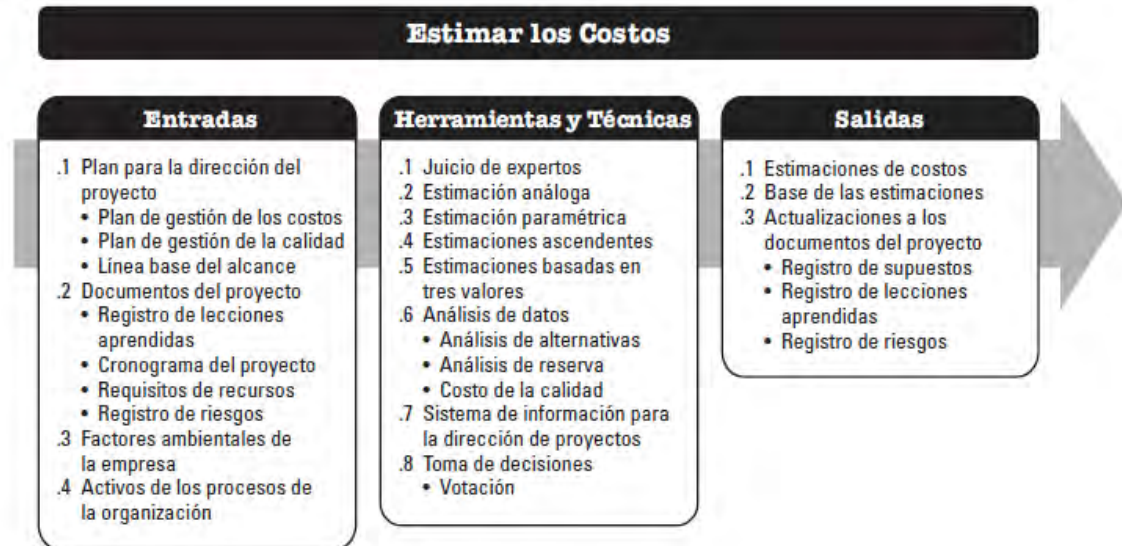 Estimar los Costos
Entradas
.1 Plan para la dirección del
proyecto
• Plan de gestión de los costos
• Plan de gestión de la calidad
• Línea base del alcance
.2 Documentos del proyecto
• Registro de lecciones
aprendidas
• Cronograma del proyecto
• Requisitos de recursos
• Registro de riesgos
.3 Factores ambientales de
la empresa
.4 Activos de los procesos de
la organización
Herramientas y Técnicas
.1 Juicio de expertos
.2 Estimación análoga
.3 Estimación paramétrica
.4 Estimaciones ascendentes
.5 Estimaciones basadas en
tres valores
.6 Análisis de datos
• Análisis de alternativas
• Análisis de reserva
• Costo de la calidad
.7 Sistema de información para
la dirección de proyectos
.8 Toma de decisiones
• Votación
Salidas
.1 Estimaciones de costos
.2 Base de las estimaciones
.3 Actualizaciones a los
documentos del proyecto
• Registro de supuestos
• Registro de lecciones
aprendidas
• Registro de riesgos